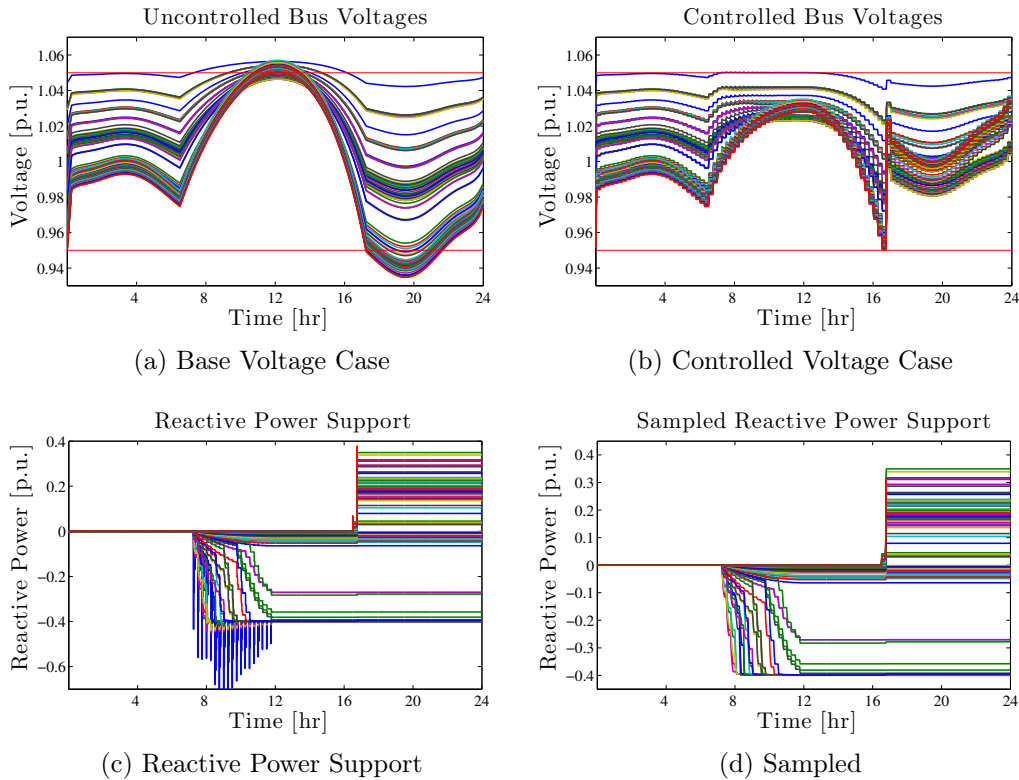 Uncontrolled Bus Voltages
Voltage [p.u.]
1.06
1.04
1.02
1
0.98
0.96
0.94
4 8 12 16 20 24
Time [hr]
(a) Base Voltage Case
Controlled Bus Voltages
Voltage [p.u.]
1.06
1.04
1.02
1
0.98
0.96
0.94
4 8 12 16 20 24
Time [hr]
(b) Controlled Voltage Case
Reactive Power Support
Reactive Power [p.u.]
0.4
0.2
0
−0.2
−0.4
−0.6
4 8 12 16 20 24
Time [hr]
(c) Reactive Power Support
Sampled Reactive Power Support
Reactive Power [p.u.]
0.4
0.3
0.2
0.1
0
−0.1
−0.2
−0.3
−0.4
4 8 12 16 20 24
Time [hr]
(d) Sampled